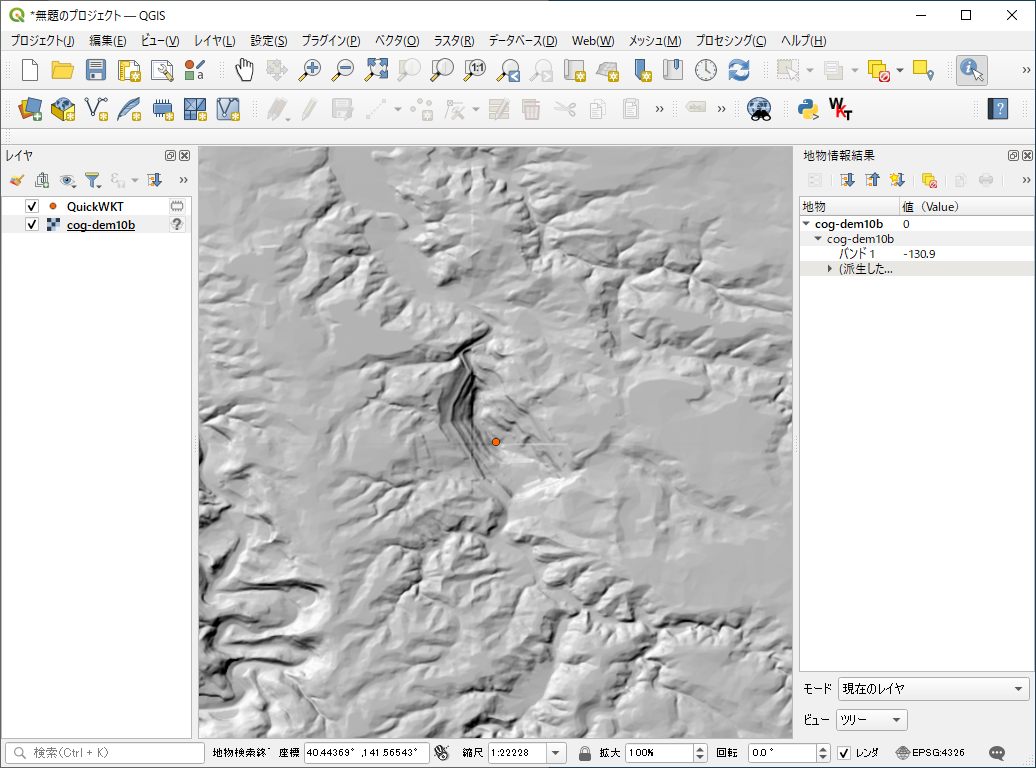 *無題のプロジェクト — QGIS
プロジェクト(J) 編集(E) ビュー(V) レイヤ(L) 設定(S) プラグイン(P) ベクタ(O) ラスタ(R) データベース(D) Web(W) メッシュ(M) プロセシング(C) ヘルプ(H)
レイヤ
QuickWKT
cog-dem10b
地物情報結果
地物 値 (Value)
cog-dem10b 0
cog-dem10b
バンド 1 -130.9
(派生した...
モード 現在のレイヤ
ビュー ツリー
検索(Ctrl + K) 座標 40.44369°,141.56543° 縮尺 1:22228 拡大 100% 回転 0.0 ° レンダ EPSG:4326